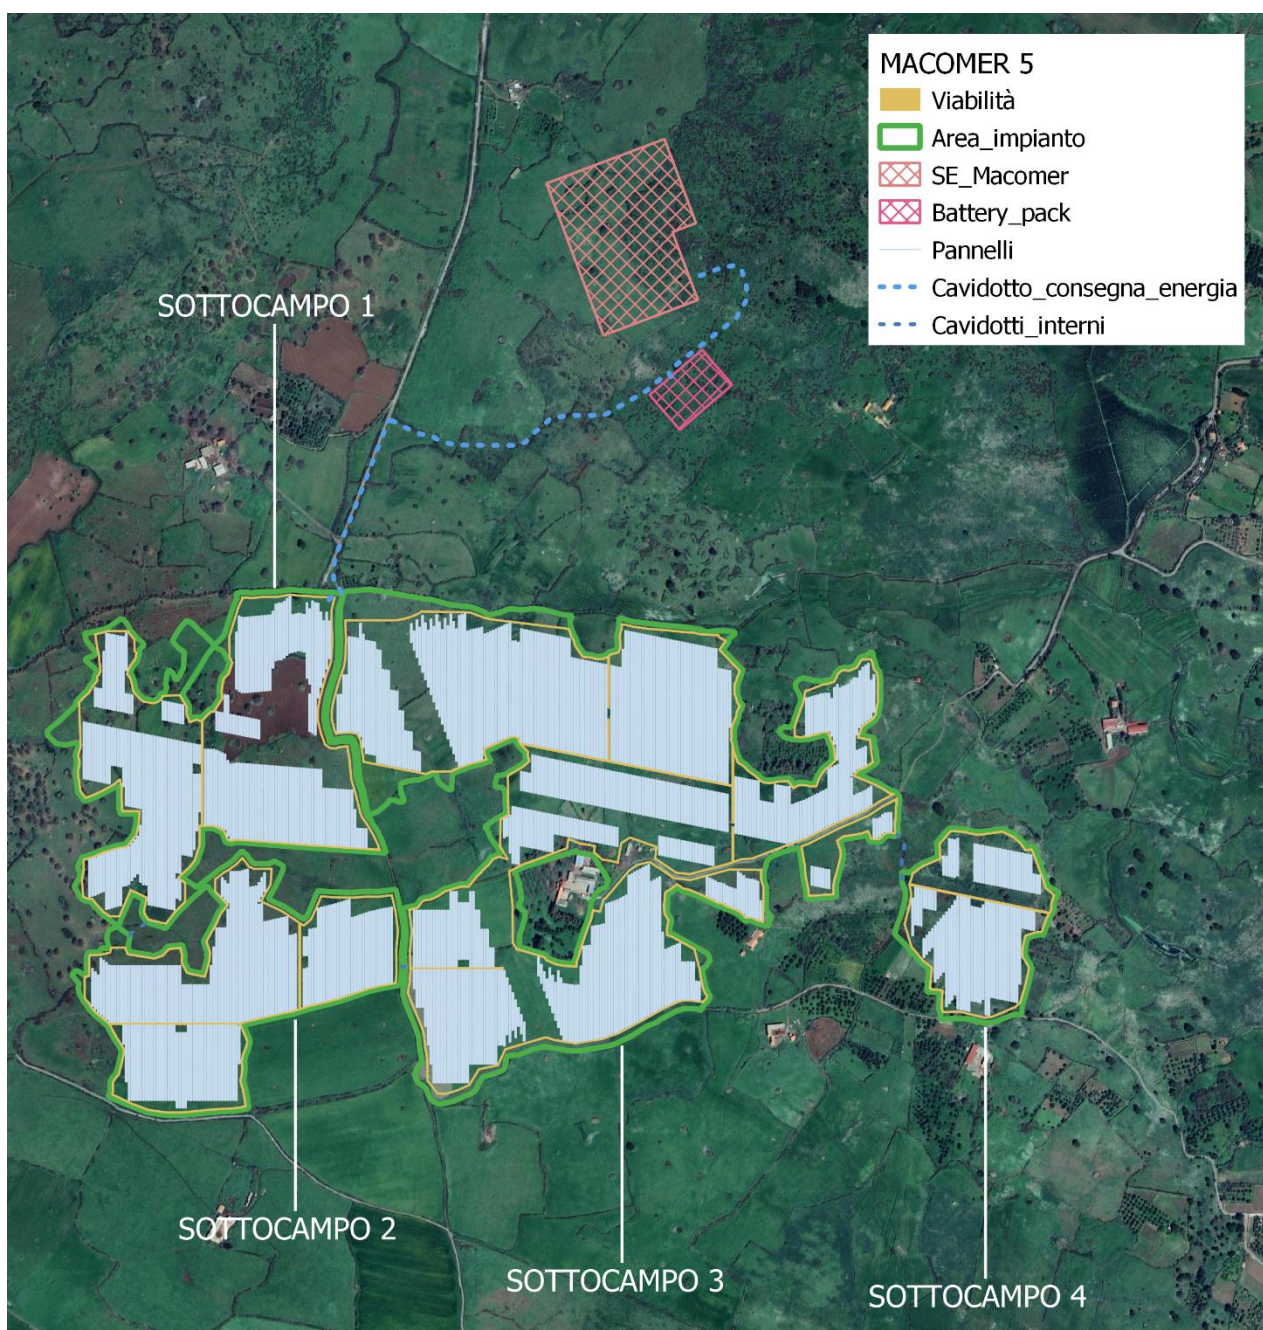 MACOMER 5
Viabilità
Area_impianto
SE_Macomer
Battery_pack
Pannelli
Cavidotto_consegna_energia
Cavidotti_interni
SOTTOCAMPO 1
SOTTOCAMPO 2
SOTTOCAMPO 3
SOTTOCAMPO 4